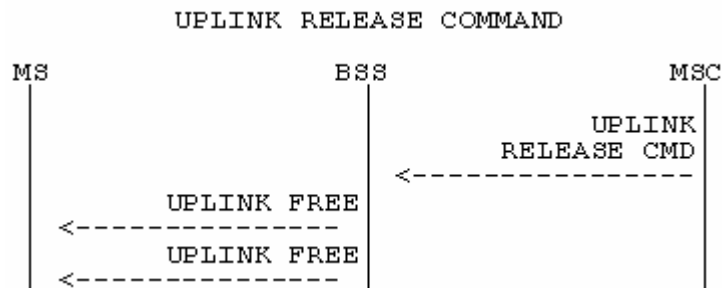 UPLINK RELEASE COMMAND
MS BSS MSC
UPLINK
RELEASE CMD
UPLINK FREE
UPLINK FREE